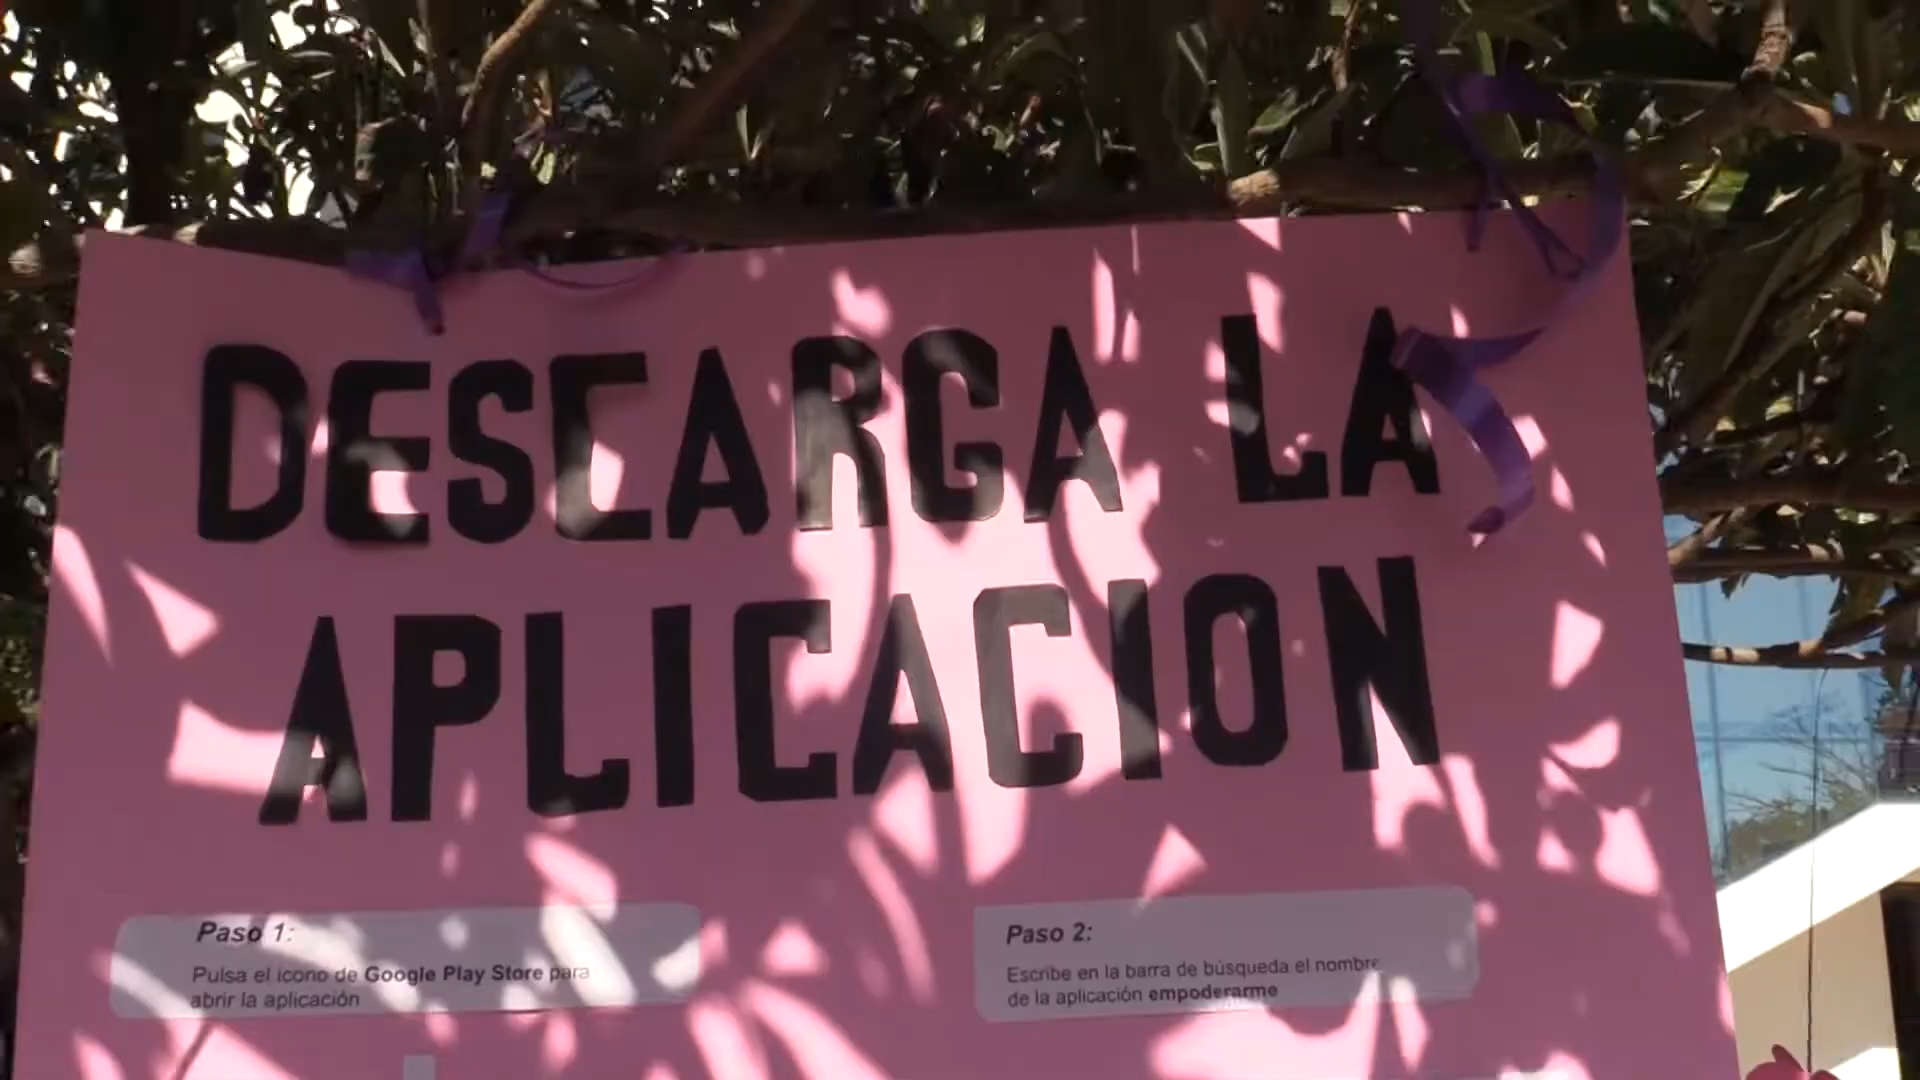 DESCARGA LA
APLICACION
Paso 1:
Pulsa el icono de Google Play Store para
abrir la aplicación
Paso 2:
Escribe en la barra de búsqueda el nombre
de la aplicación empoderarme